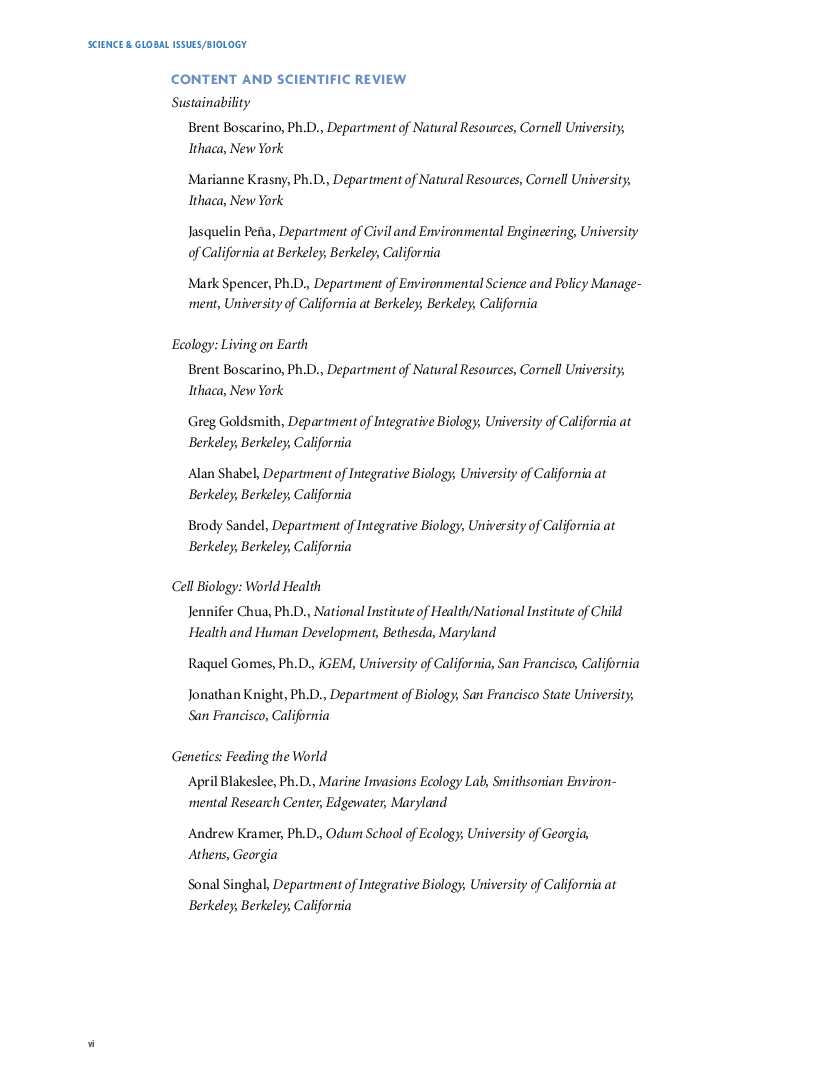 SCIENCE & GLOBAL ISSUES/BIOLOGY
CONTENT AND SCIENTIFIC REVIEW
Sustainability
Brent Boscarino, Ph.D., Department of Natural Resources, Cornell University,
Ithaca, New York
Marianne Krasny, Ph.D., Department of Natural Resources, Cornell University,
Ithaca, New York
Jasquelin Peña, Department of Civil and Environmental Engineering, University
of California at Berkeley, Berkeley, California
Mark Spencer, Ph.D., Department of Environmental Science and Policy Manage-
ment, University of California at Berkeley, Berkeley, California
Ecology: Living on Earth
Brent Boscarino, Ph.D., Department of Natural Resources, Cornell University,
Ithaca, New York
Greg Goldsmith, Department of Integrative Biology, University of California at
Berkeley, Berkeley, California
Alan Shabel, Department of Integrative Biology, University of California at
Berkeley, Berkeley, California
Brody Sandel, Department of Integrative Biology, University of California at
Berkeley, Berkeley, California
Cell Biology: World Health
Jennifer Chua, Ph.D., National Institute of Health/National Institute of Child
Health and Human Development, Bethesda, Maryland
Raquel Gomes, Ph.D., iGEM, University of California, San Francisco, California
Jonathan Knight, Ph.D., Department of Biology, San Francisco State University,
San Francisco, California
Genetics: Feeding the World
April Blakeslee, Ph.D., Marine Invasions Ecology Lab, Smithsonian Environ-
mental Research Center, Edgewater, Maryland
Andrew Kramer, Ph.D., Odum School of Ecology, University of Georgia,
Athens, Georgia
Sonal Singhal, Department of Integrative Biology, University of California at
Berkeley, Berkeley, California
vi